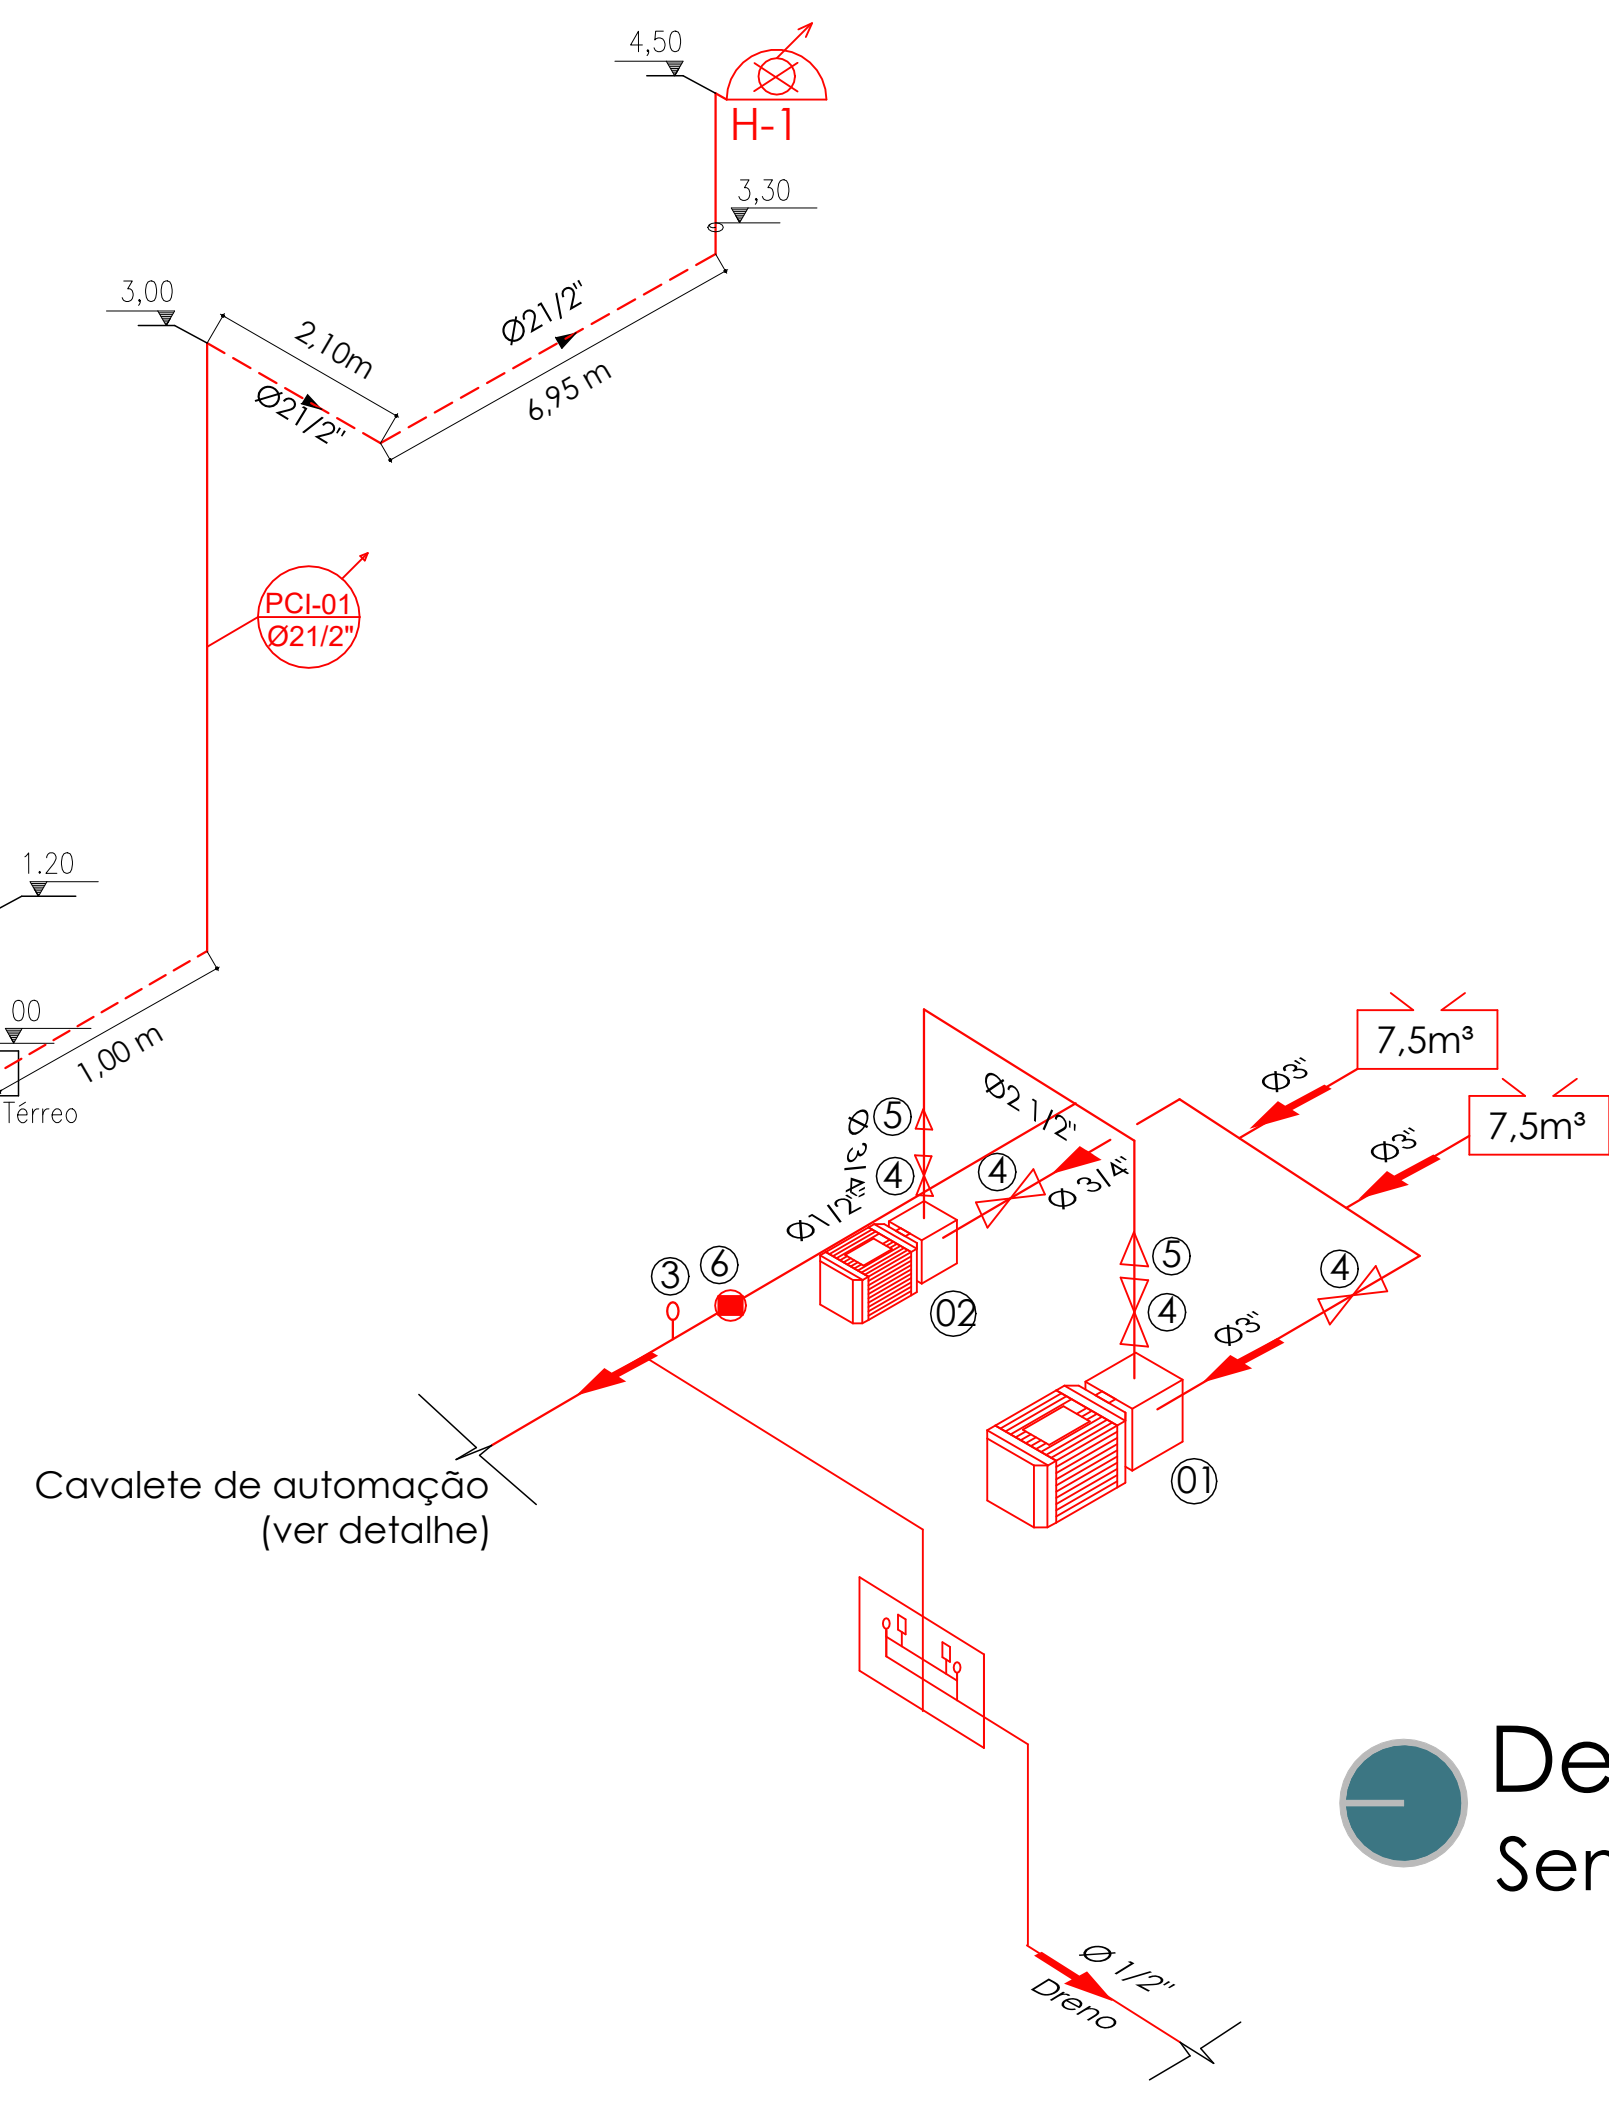 4,50
H-1
3,30
3,00
2,10m
Ø21/2"
Ø21/2"
6,95 m
PCI-01
Ø21/2"
1.20
00
1,00 m
Térreo
7,5m³
Ø3"
7,5m³
Ø3"
Ø2 1/2"
5
Ø 3/4"
4
4
Ø 3/4"
Ø1/2"
3
6
02
5
4
4
Ø3"
01
Cavalete de automação
(ver detalhe)
De
Ser
Ø 1/2"
Dreno